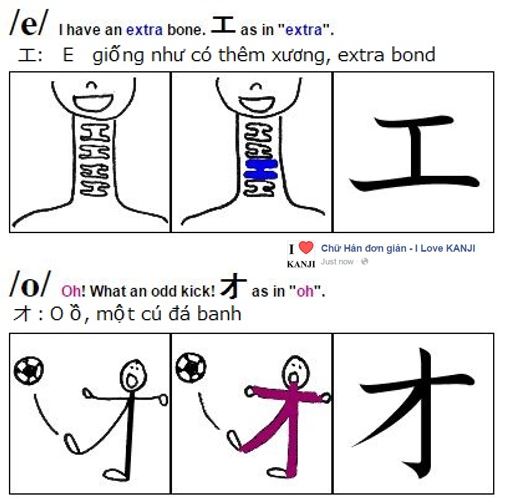 /e/ I have an extra bone. エ as in "extra".
エ: E giống như có thêm xương, extra bond
エ
I ❤ KANJI Chữ Hán đơn giản - I Love KANJI
Just now
/o/ Oh! What an odd kick! オ as in "oh".
オ : O ồ, một cú đá banh
オ